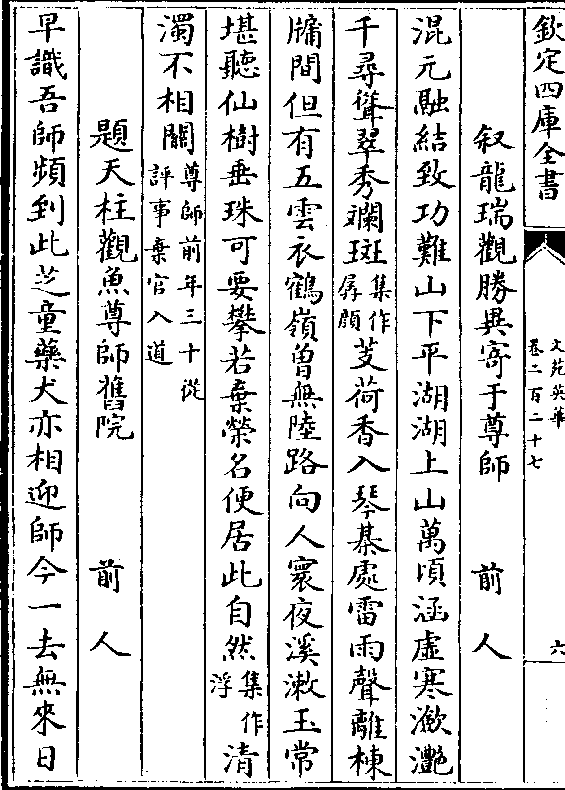 欽定四庫全書
文苑英華
卷二百二十七
六
叙龍瑞觀勝異寄于尊師 前人
混元融結致功難山下平湖湖上山萬頃涵虛寒瀲灩
千尋聳翠秀斕斑集作孱顔芰荷香入琴棊處雷雨聲離棟
牗間但有五雲衣鶴嶺曾無陸路向人寰夜溪漱玉常
堪聽仙樹垂珠可要攀若棄榮名便居此自然集作浮清
濁不相關尊師前年三十從評事棄官入道
題天柱觀魚尊師舊院 前人
早識吾師頻到此芝童藥犬亦相迎師今一去無來日